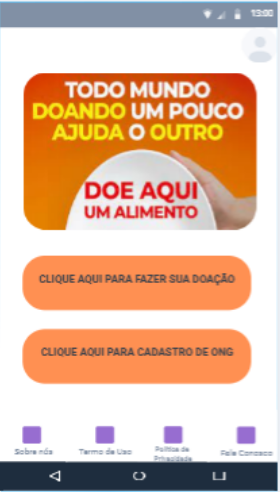 13:00
TODO MUNDO
DOANDO UM POUCO
AJUDA O OUTRO
DOE AQUI
UM ALIMENTO
CLIQUE AQUI PARA FAZER SUA DOAÇÃO
CLIQUE AQUI PARA CADASTRO DE ONG
Sobre nós
Termo de Uso
Política de
Privacidade
Fale Conosco